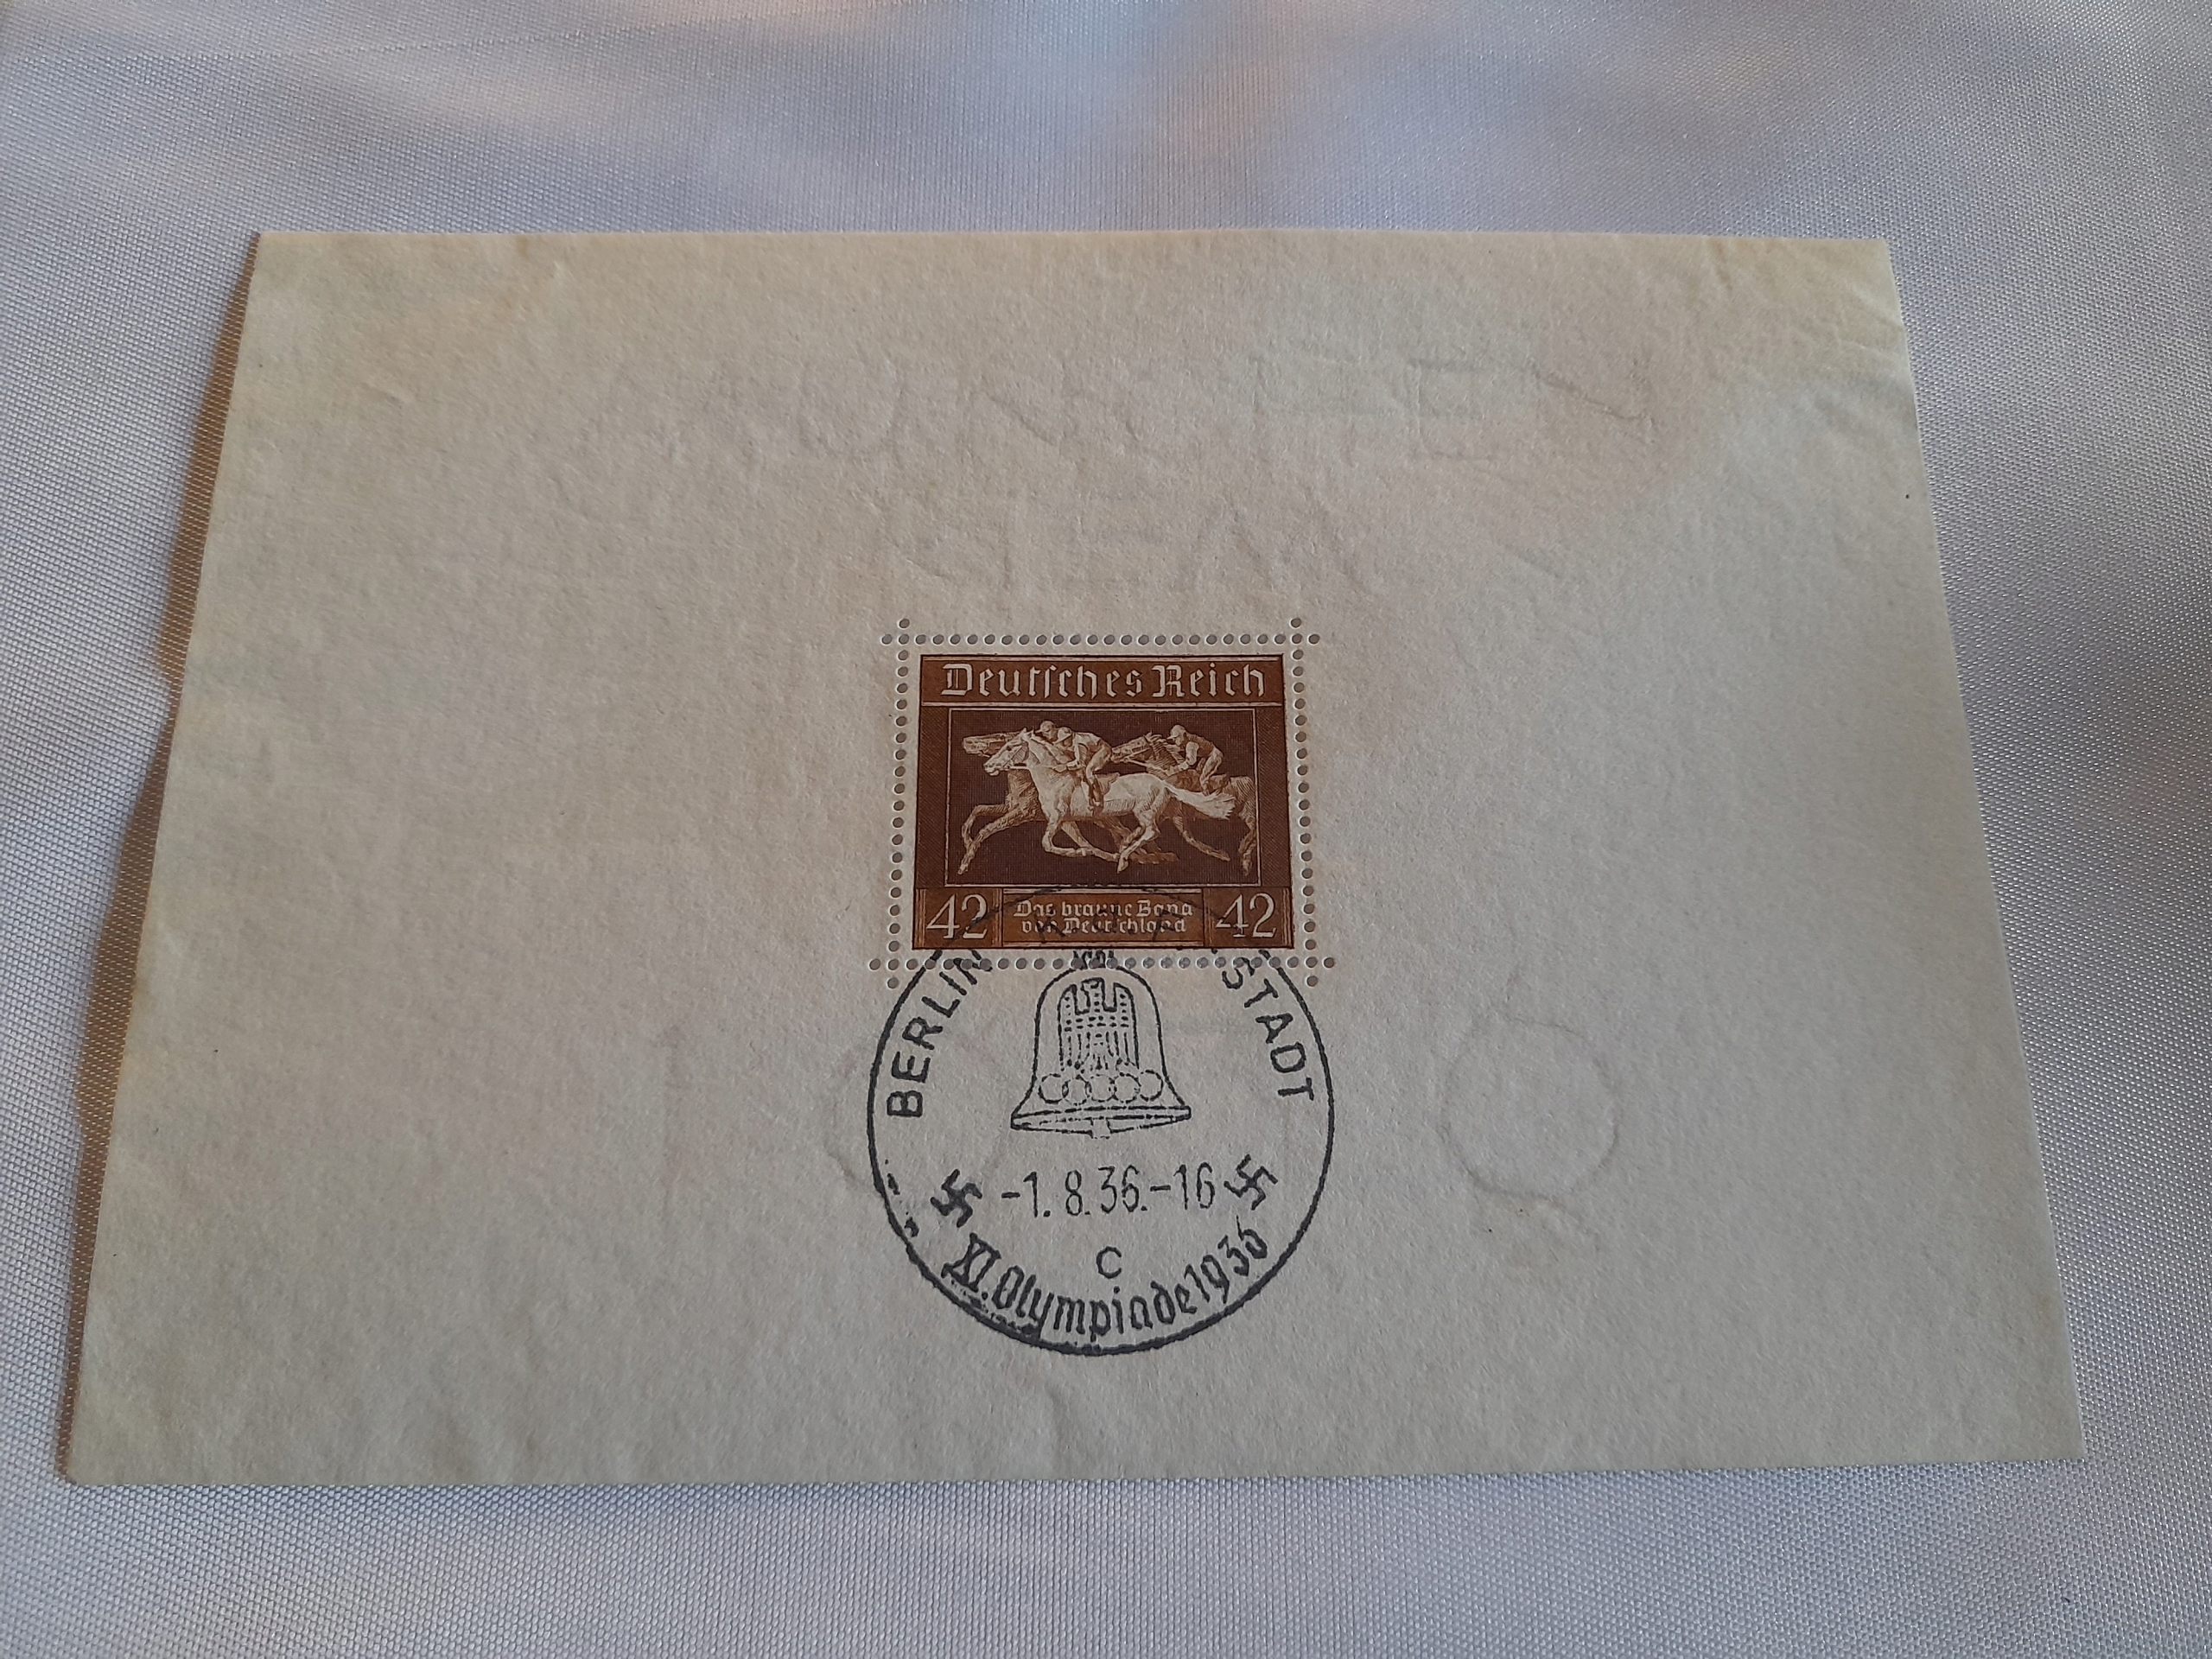 Deutsches Reich
42 Das braune Band 42
von Deutschland
BERLIN STADT
-1.8.36.-16
C
XI. Olympiade 1936